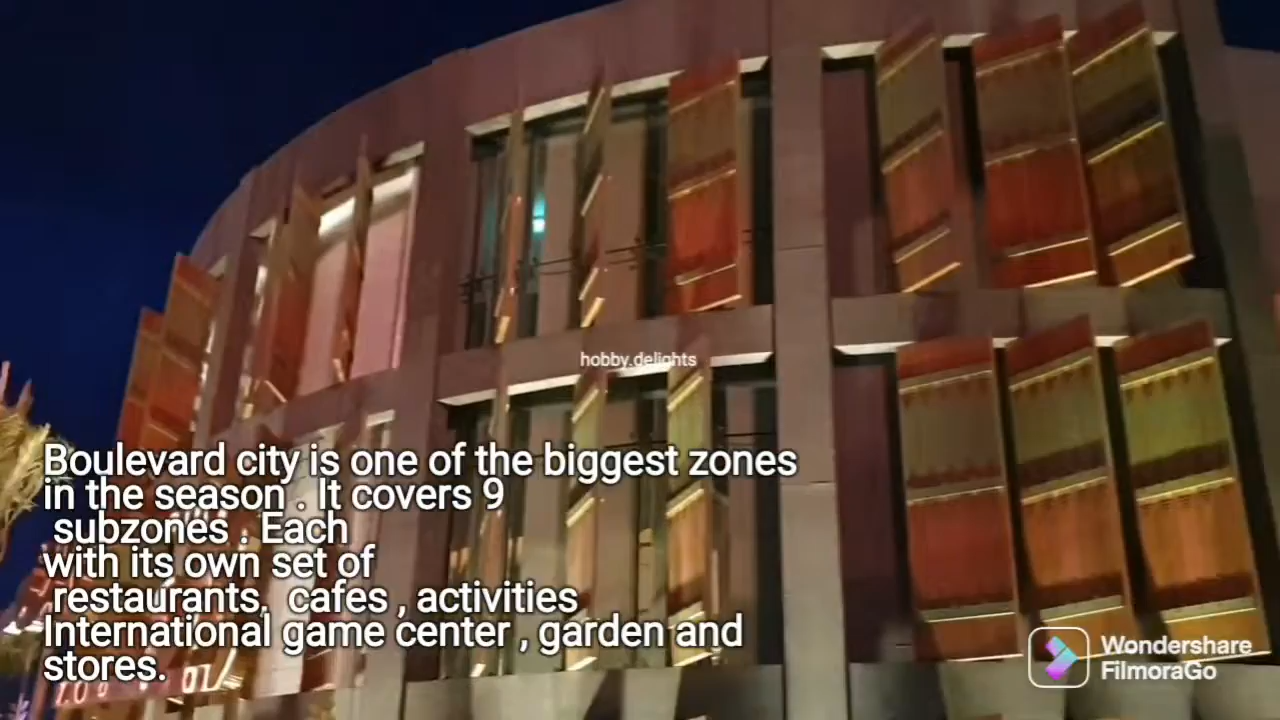 hobby.delights
Boulevard city is one of the biggest zones
in the season . It covers 9
subzones . Each
with its own set of
restaurants, cafes , activities
International game center , garden and
stores.
Wondershare
FilmoraGo